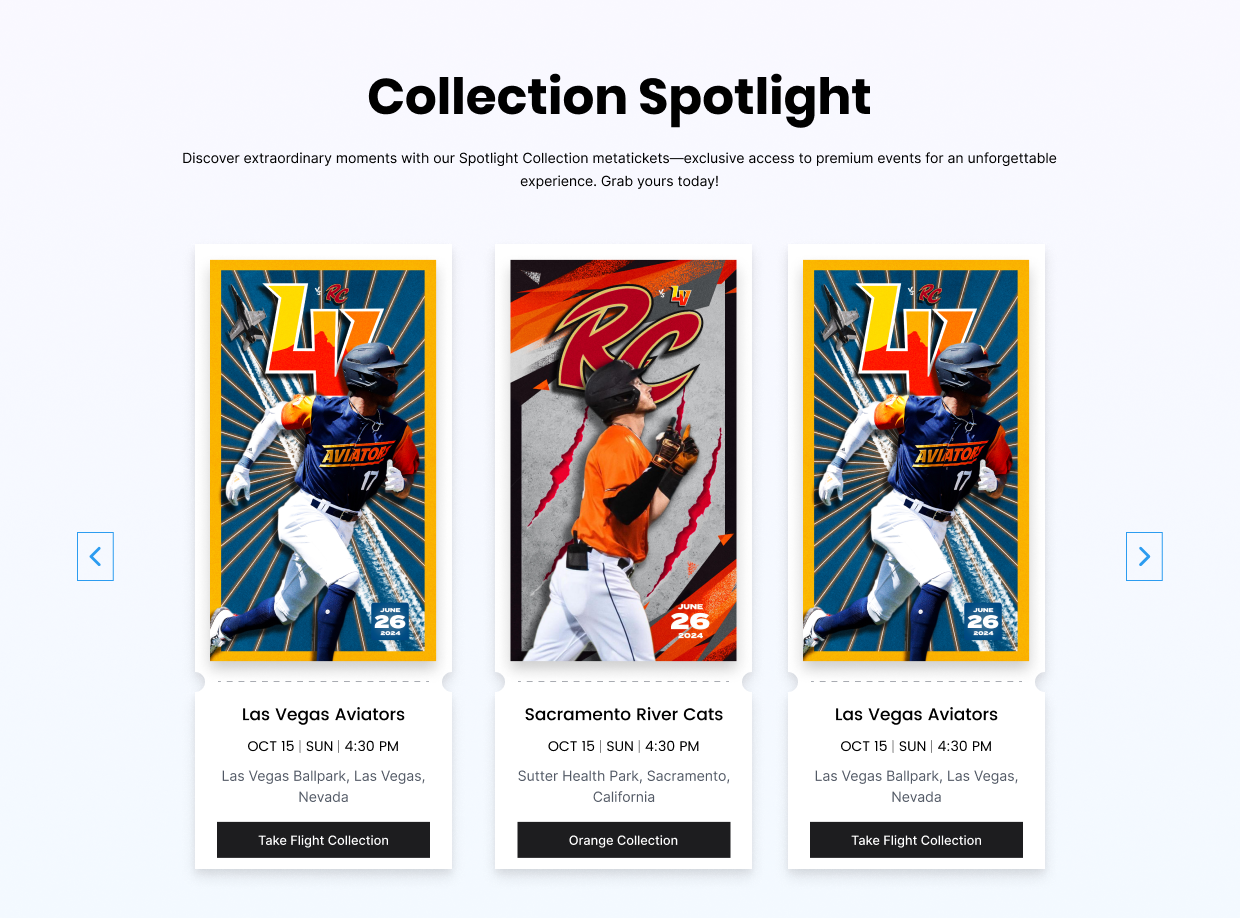 Collection Spotlight
Discover extraordinary moments with our Spotlight Collection metatickets—exclusive access to premium events for an unforgettable
experience. Grab yours today!
LV
vs
RC
AVIATORS
17
JUNE
26
2024
Las Vegas Aviators
OCT 15 | SUN | 4:30 PM
Las Vegas Ballpark, Las Vegas,
Nevada
Take Flight Collection
RC
vs
LV
JUNE
26
2024
Sacramento River Cats
OCT 15 | SUN | 4:30 PM
Sutter Health Park, Sacramento,
California
Orange Collection
LV
vs
RC
AVIATORS
17
JUNE
26
2024
Las Vegas Aviators
OCT 15 | SUN | 4:30 PM
Las Vegas Ballpark, Las Vegas,
Nevada
Take Flight Collection